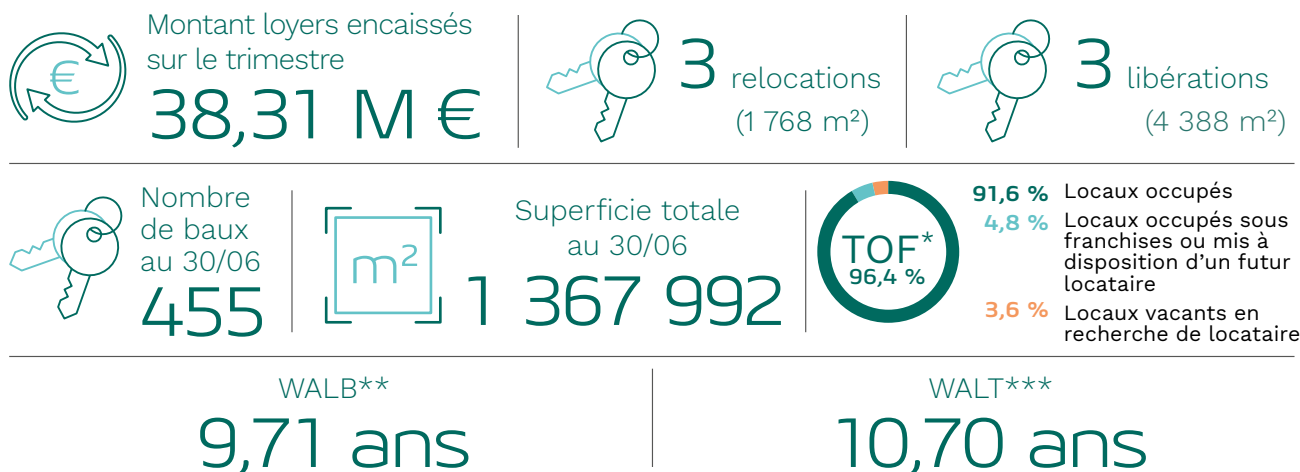 €
Montant loyers encaissés
sur le trimestre
38,31 M €
3 relocations
(1 768 m²)
3 libérations
(4 388 m²)
Nombre
de baux
au 30/06
455
m²
Superficie totale
au 30/06
1 367 992
TOF*
96,4 %
91,6 % Locaux occupés
4,8 % Locaux occupés sous
franchises ou mis à
disposition d'un futur
locataire
3,6 % Locaux vacants en
recherche de locataire
WALB**
9,71 ans
WALT***
10,70 ans